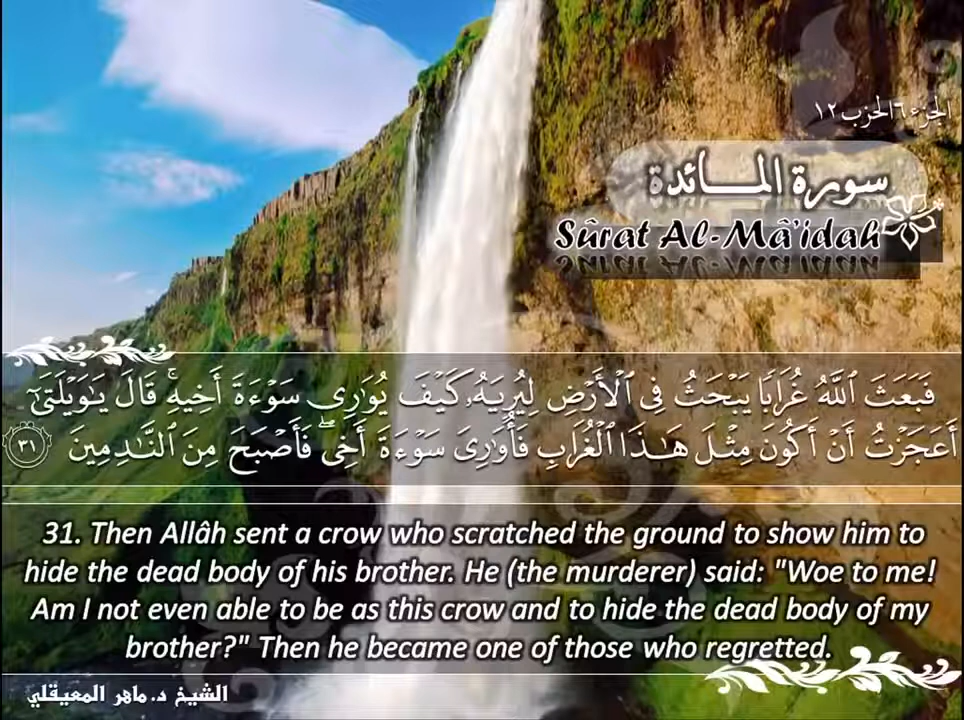 الجزء ٦ الحزب ١٢
سورة المائدة
Sûrat Al-Mâ'idah
فَبَعَثَ ٱللَّهُ غُرَابًا يَبْحَثُ فِى ٱلْأَرْضِ لِيُرِيَهُۥ كَيْفَ يُوَٰرِى سَوْءَةَ أَخِيهِ ۚ قَالَ يَٰوَيْلَتَىٰٓ
أَعَجَزْتُ أَنْ أَكُونَ مِثْلَ هَٰذَا ٱلْغُرَابِ فَأُوَٰرِىَ سَوْءَةَ أَخِى ۖ فَأَصْبَحَ مِنَ ٱلنَّٰدِمِينَ ٣١
31. Then Allâh sent a crow who scratched the ground to show him to
hide the dead body of his brother. He (the murderer) said: "Woe to me!
Am I not even able to be as this crow and to hide the dead body of my
brother?" Then he became one of those who regretted.
الشيخ د. ماهر المعيقلي